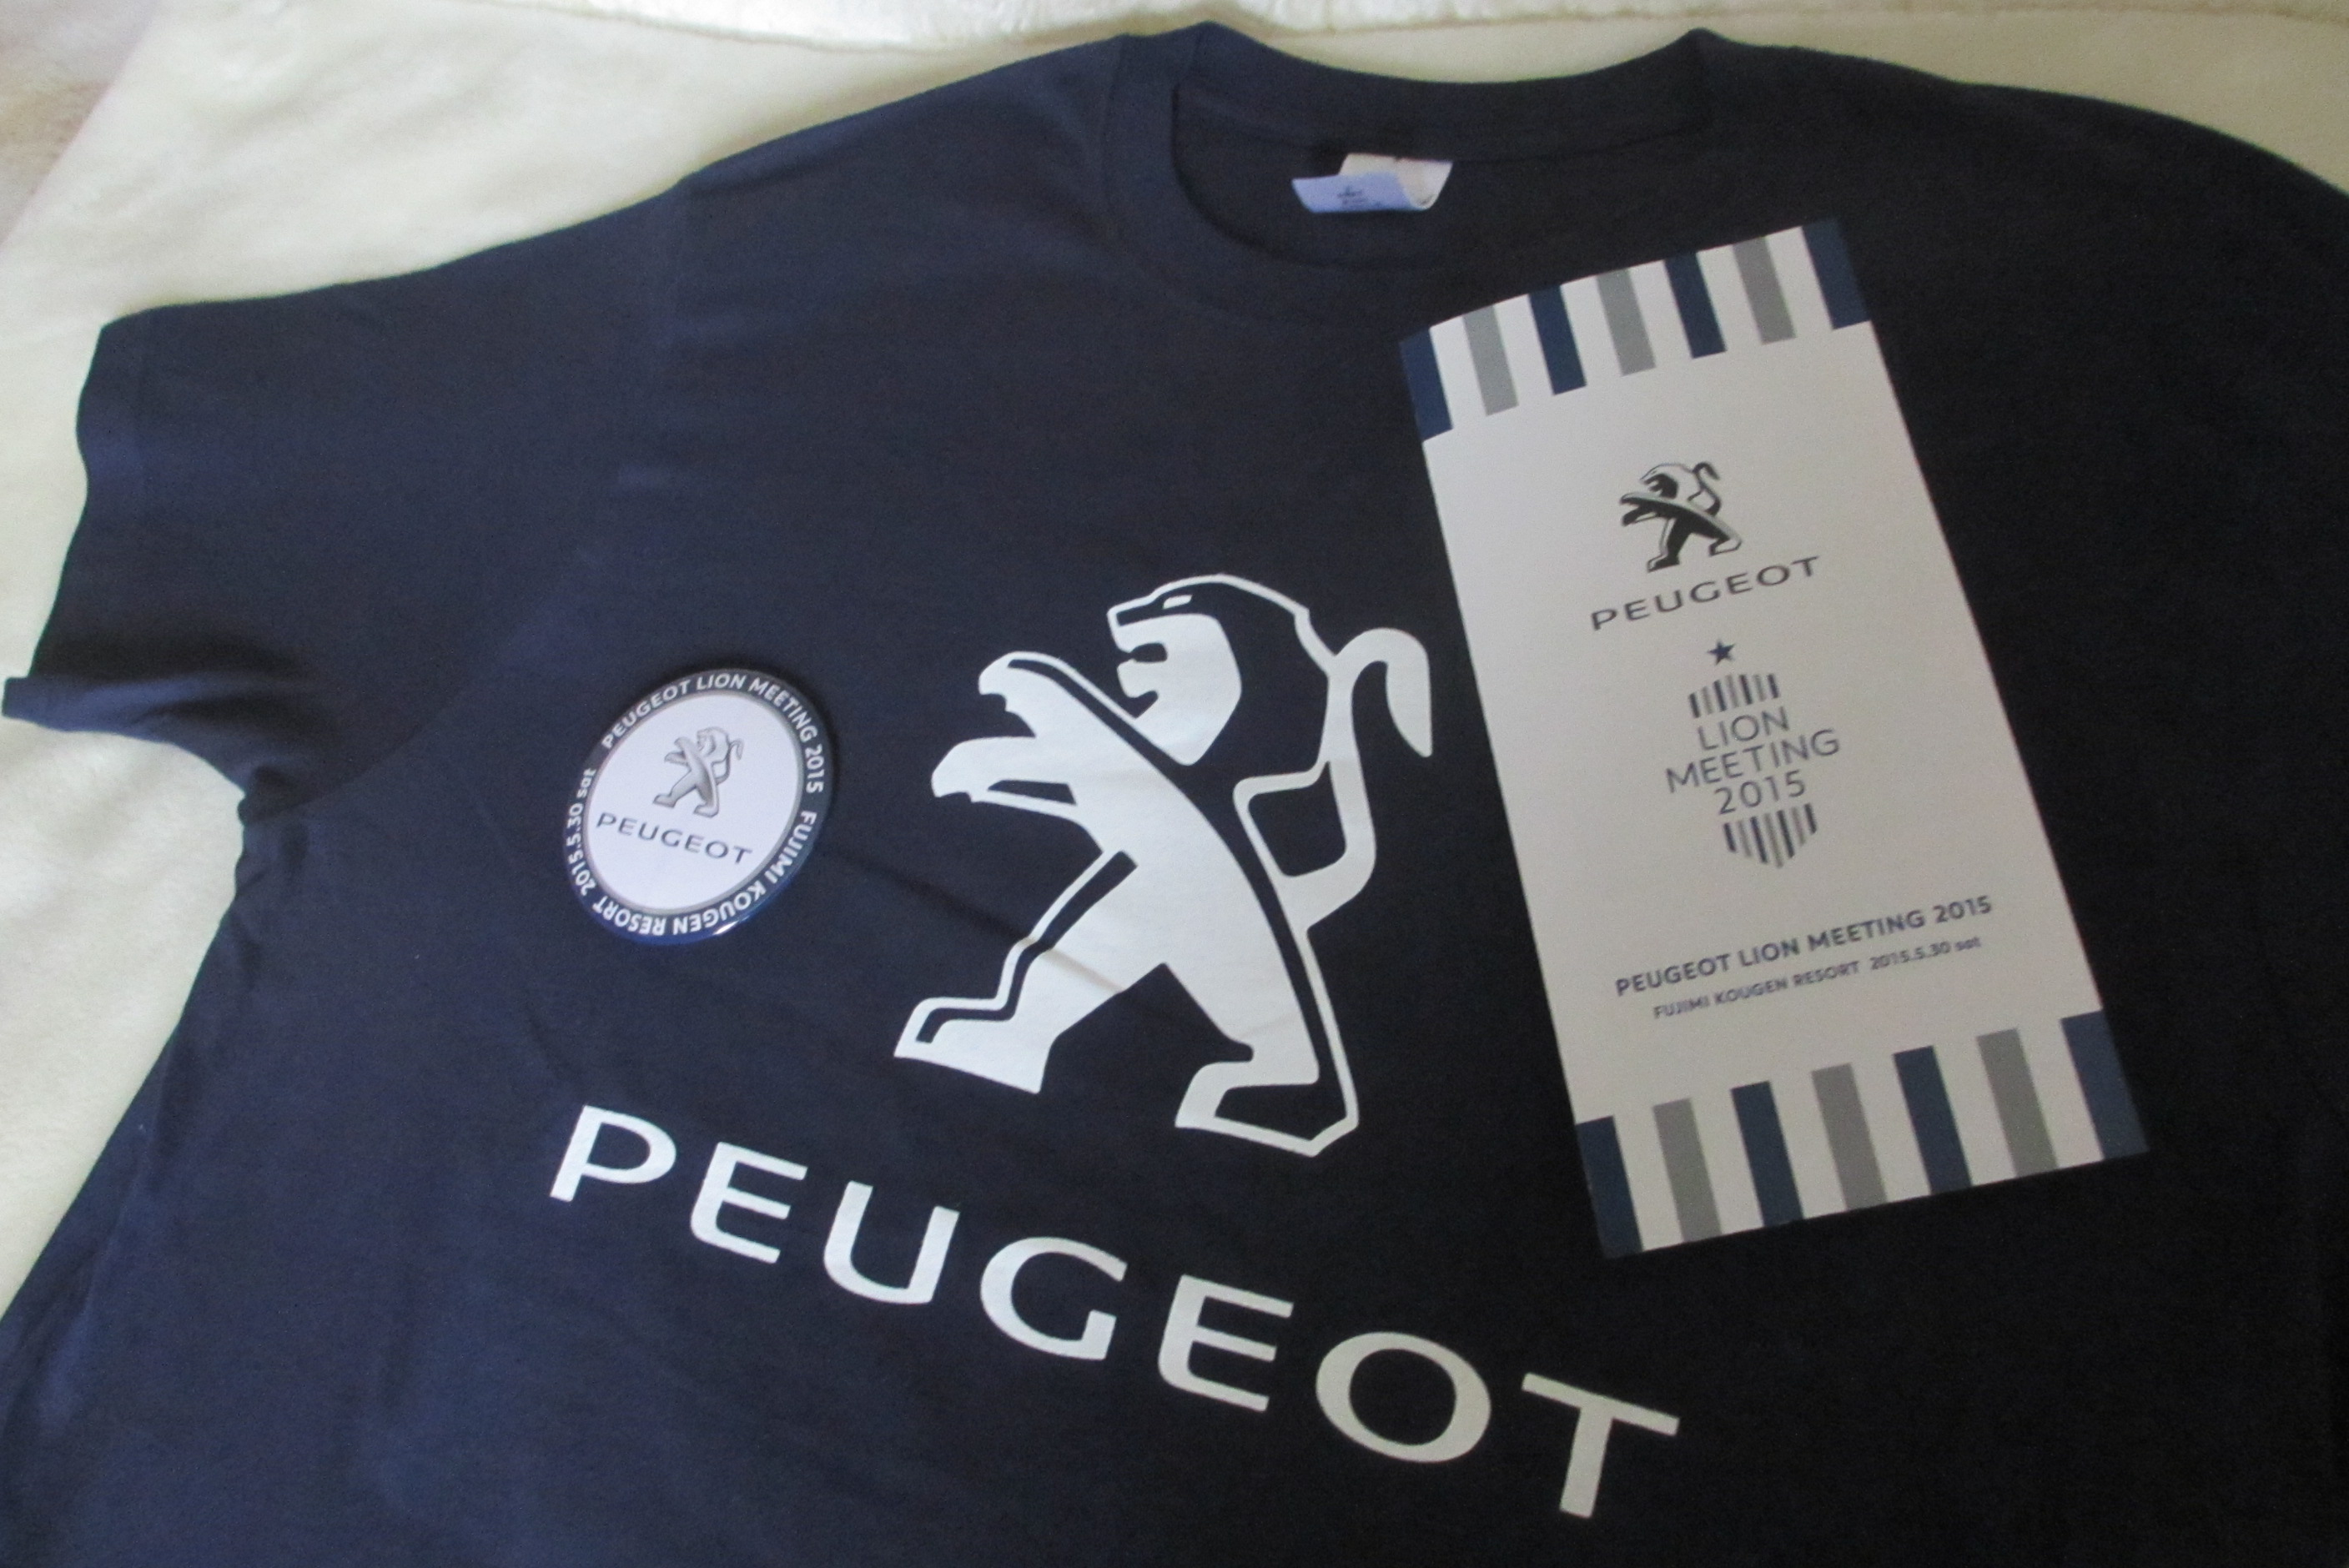 PEUGEOT LION MEETING 2015 FUJIMI KOUGEN RESORT 2015.5.30 sat
PEUGEOT
PEUGEOT
PEUGEOT
LION
MEETING
2015
PEUGEOT LION MEETING 2015
FUJIMI KOUGEN RESORT 2015.5.30 sat